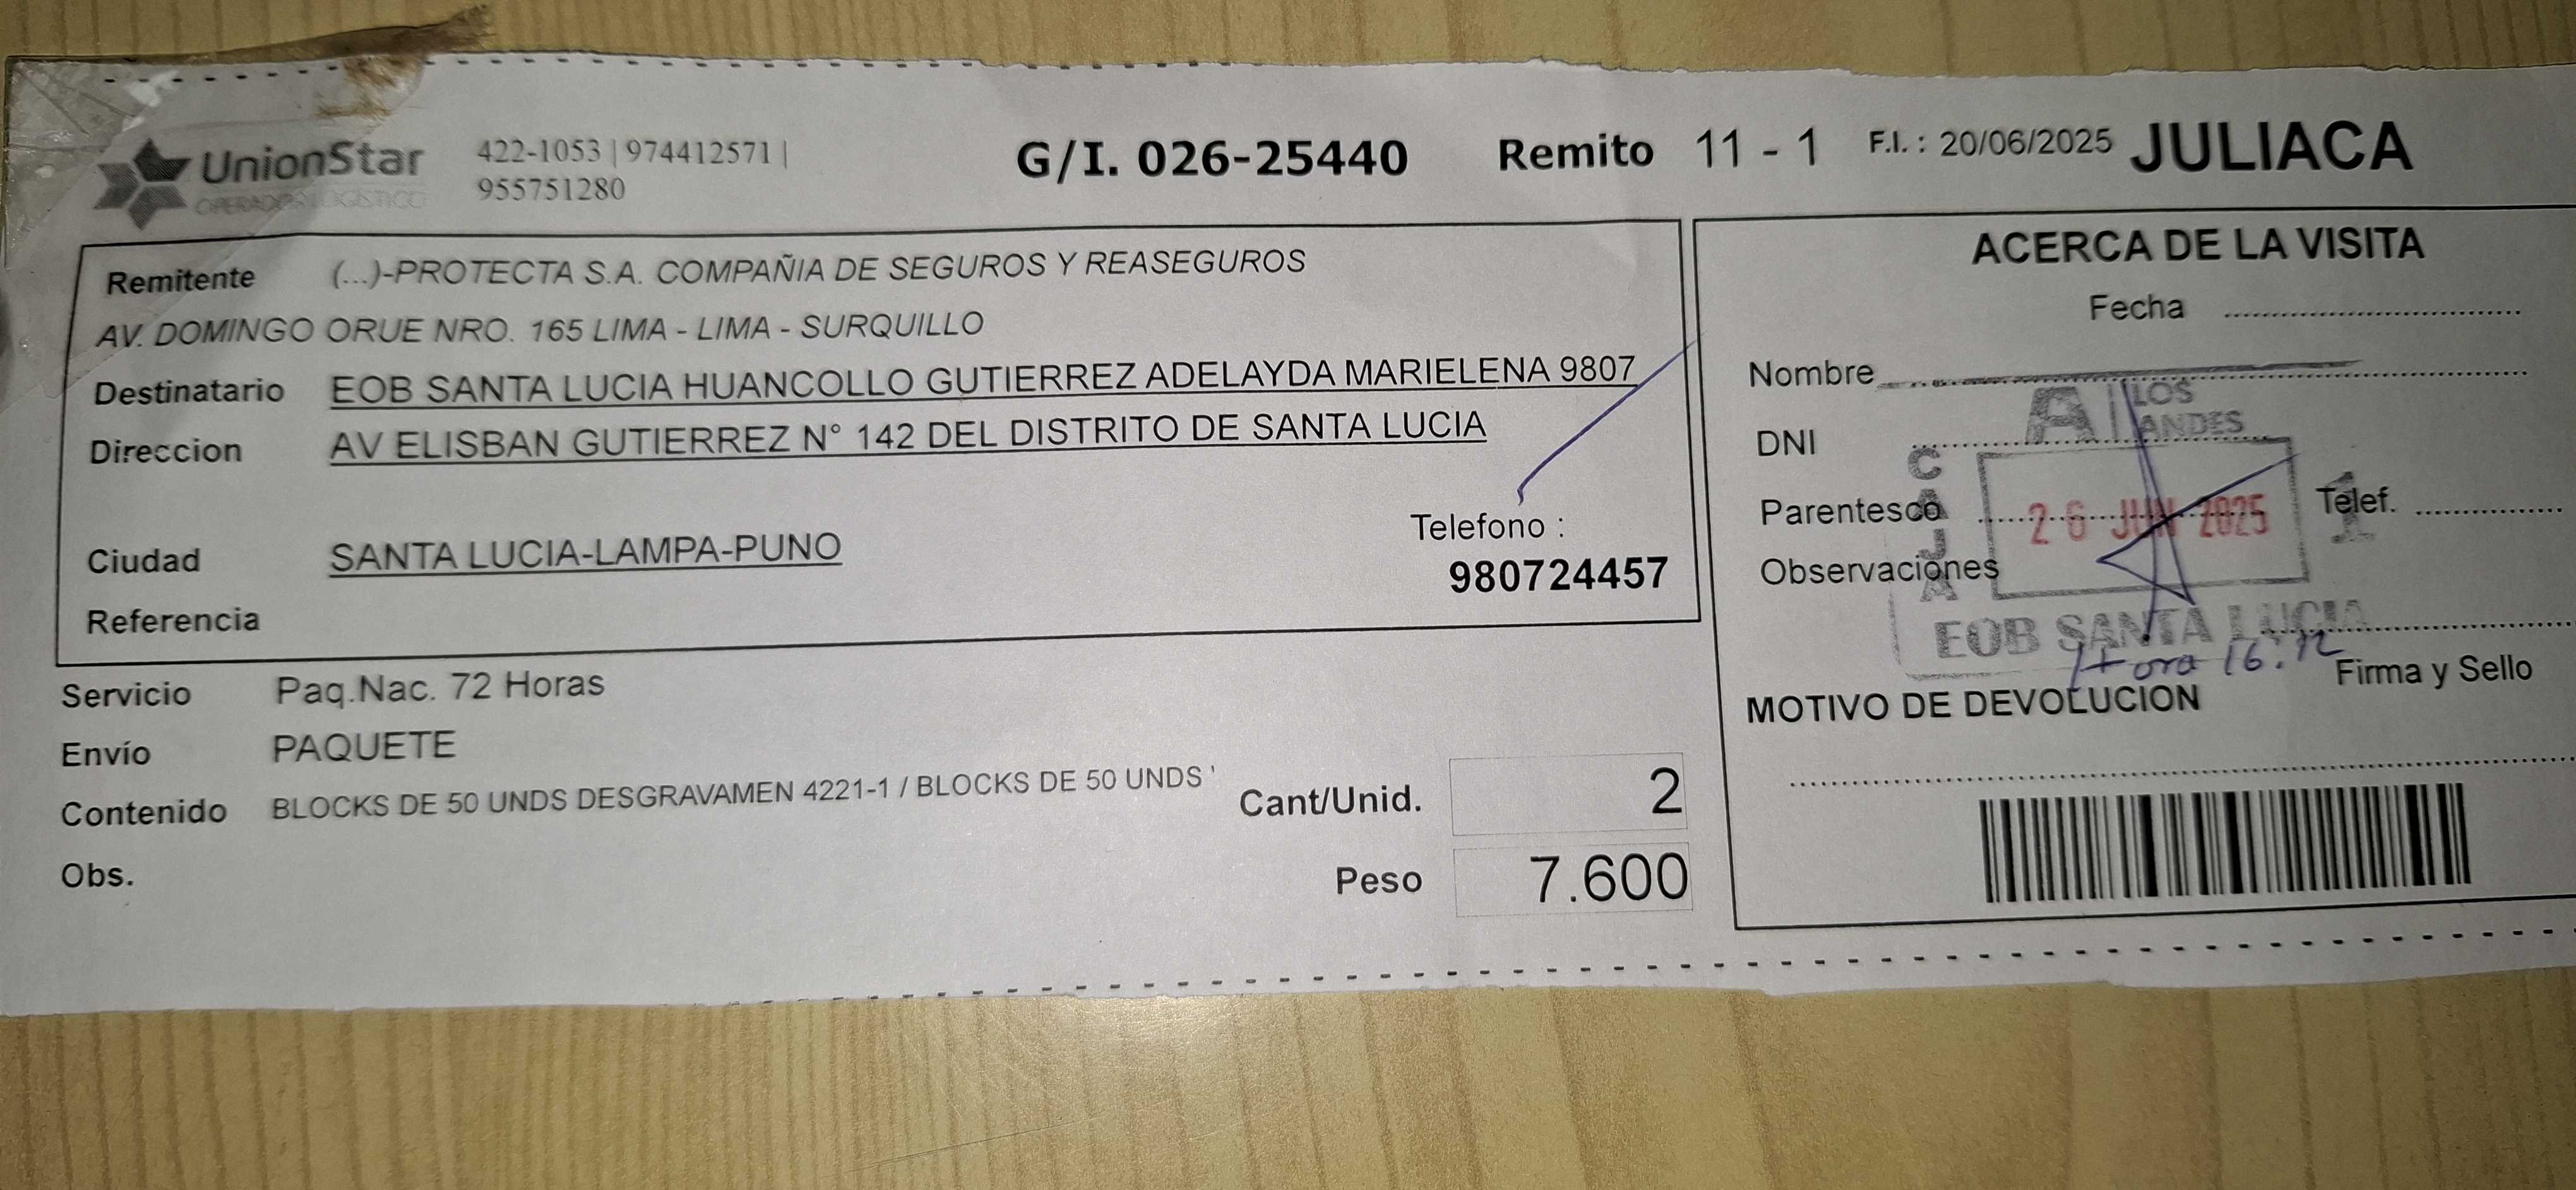 UnionStar
OPERADOR LOGISTICO
422-1053 | 974412571 |
955751280
G/I. 026-25440
Remito 11 - 1
F.I. : 20/06/2025
JULIACA
Remitente (...)-PROTECTA S.A. COMPAÑIA DE SEGUROS Y REASEGUROS
AV. DOMINGO ORUE NRO. 165 LIMA - LIMA - SURQUILLO
Destinatario EOB SANTA LUCIA HUANCOLLO GUTIERREZ ADELAYDA MARIELENA 9807
Direccion AV ELISBAN GUTIERREZ N° 142 DEL DISTRITO DE SANTA LUCIA
Telefono :
Ciudad SANTA LUCIA-LAMPA-PUNO
980724457
Referencia
Servicio Paq.Nac. 72 Horas
Envío PAQUETE
Contenido BLOCKS DE 50 UNDS DESGRAVAMEN 4221-1 / BLOCKS DE 50 UNDS '
Cant/Unid. 2
Obs.
Peso 7.600
ACERCA DE LA VISITA
Fecha
Nombre
DNI
Parentesco
Telef.
Observaciones
LOS
ANDES
CAJA
26 JUN 2025
1
EOB SANTA LUCIA
Hora 16:12
Firma y Sello
MOTIVO DE DEVOLUCION